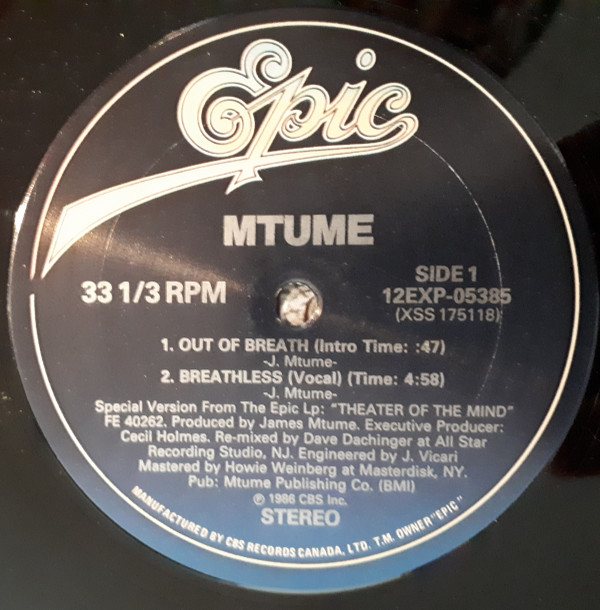 Epic
MTUME
33 1/3 RPM
SIDE 1
12EXP-05385
(XSS 175118)
1. OUT OF BREATH (Intro Time: :47)
-J. Mtume-
2. BREATHLESS (Vocal) (Time: 4:58)
-J. Mtume-
Special Version From The Epic Lp: "THEATER OF THE MIND"
FE 40262. Produced by James Mtume. Executive Producer:
Cecil Holmes. Re-mixed by Dave Dachinger at All Star
Recording Studio, NJ. Engineered by J. Vicari
Mastered by Howie Weinberg at Masterdisk, NY.
Pub: Mtume Publishing Co. (BMI)
℗ 1986 CBS Inc.
STEREO
MANUFACTURED BY CBS RECORDS CANADA, LTD. T.M. OWNER "EPIC"